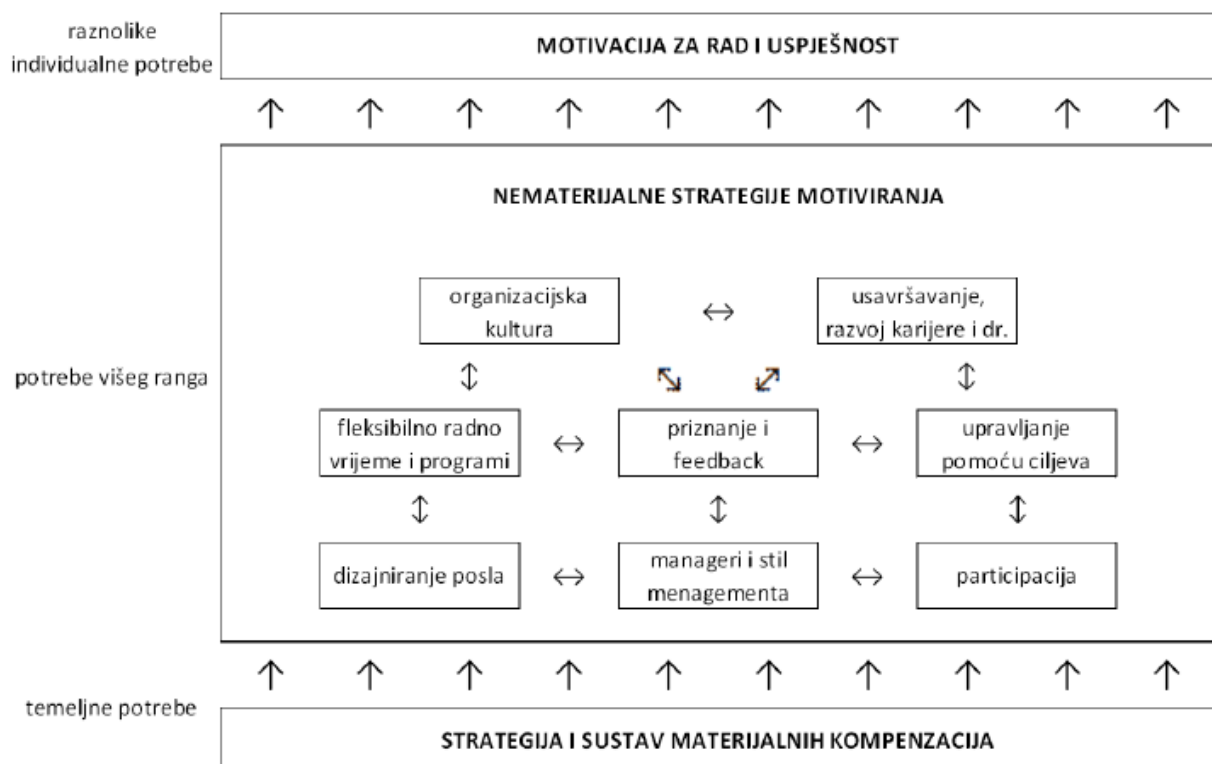 raznolike
individualne potrebe
MOTIVACIJA ZA RAD I USPJEŠNOST
NEMATERIJALNE STRATEGIJE MOTIVIRANJA
organizacijska
kultura
usavršavanje,
razvoj karijere i dr.
potrebe višeg ranga
fleksibilno radno
vrijeme i programi
priznanje i
feedback
upravljanje
pomoću ciljeva
dizajniranje posla
manageri i stil
menagementa
participacija
temeljne potrebe
STRATEGIJA I SUSTAV MATERIJALNIH KOMPENZACIJA